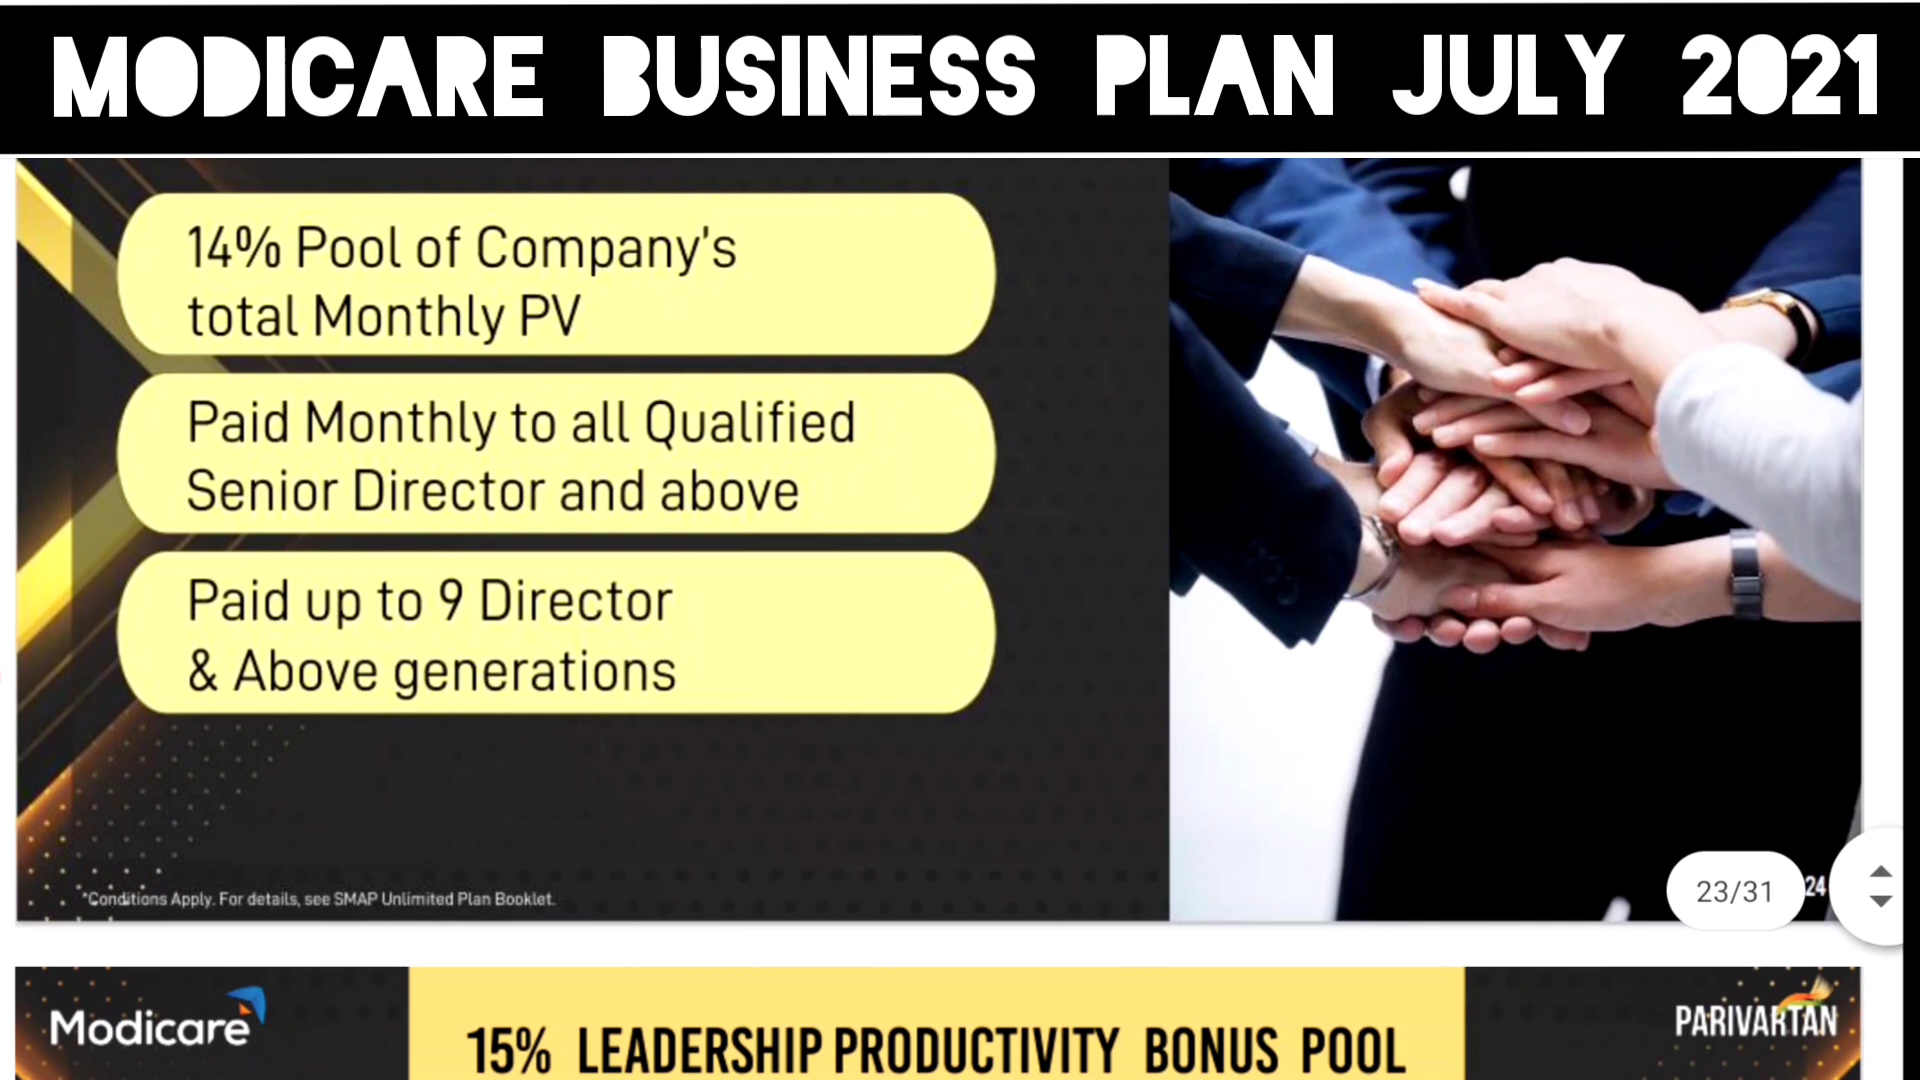 MODICARE BUSINESS PLAN JULY 2021
14% Pool of Company's
total Monthly PV
Paid Monthly to all Qualified
Senior Director and above
Paid up to 9 Director
& Above generations
*Conditions Apply. For details, see SMAP Unlimited Plan Booklet.
23/31
24
Modicare
PARIVARTAN
15% LEADERSHIP PRODUCTIVITY BONUS POOL